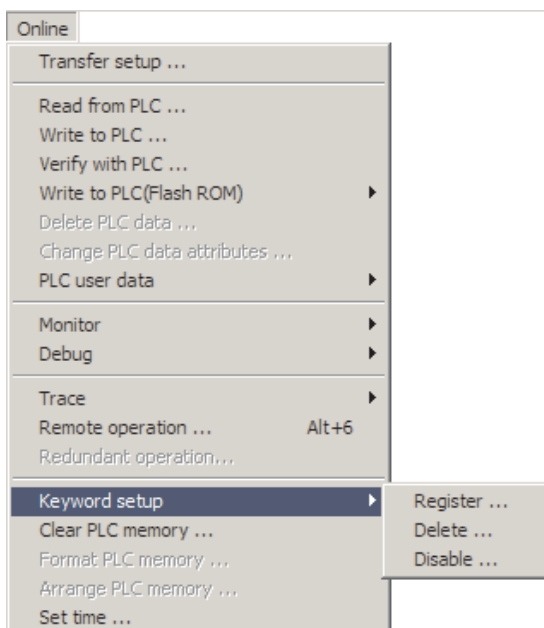 Online
Transfer setup ...
Read from PLC ...
Write to PLC ...
Verify with PLC ...
Write to PLC(Flash ROM)
Delete PLC data ...
Change PLC data attributes ...
PLC user data
Monitor
Debug
Trace
Remote operation ... Alt+6
Redundant operation...
Keyword setup
Register ...
Clear PLC memory ...
Delete ...
Format PLC memory ...
Disable ...
Arrange PLC memory ...
Set time ...